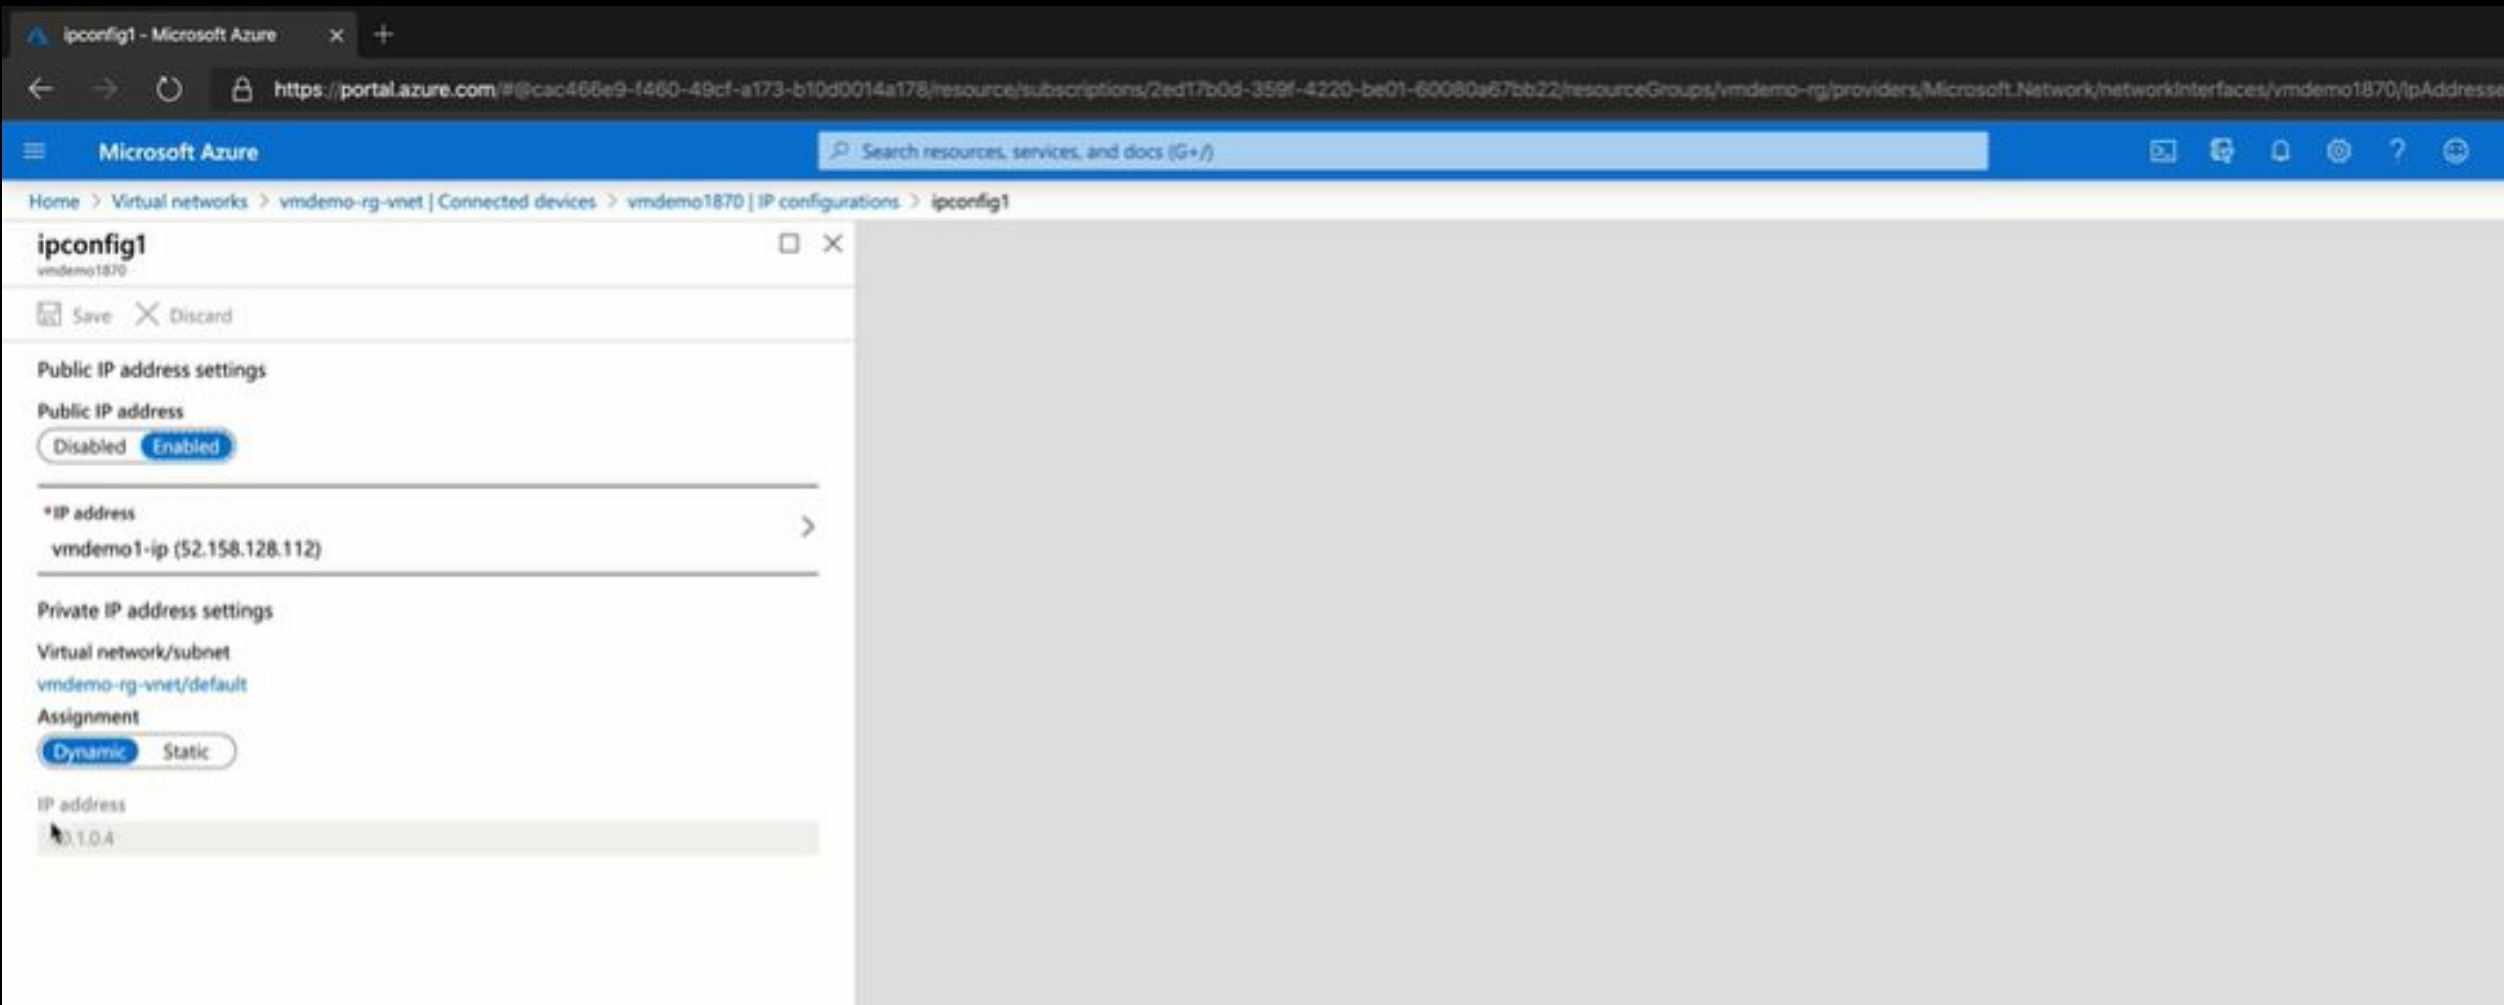 ipconfig1 - Microsoft Azure
https://portal.azure.com/#@cac466e9-f460-49cf-a173-b10d0014a178/resource/subscriptions/2ed17b0d-359f-4220-be01-60080a67bb22/resourceGroups/vmdemo-rg/providers/Microsoft.Network/networkInterfaces/vmdemo1870/ipAddresse
Microsoft Azure
Search resources, services, and docs (G+/)
Home > Virtual networks > vmdemo-rg-vnet | Connected devices > vmdemo1870 | IP configurations > ipconfig1
ipconfig1
vmdemo1870
Save Discard
Public IP address settings
Public IP address
Disabled Enabled
*IP address
vmdemo1-ip (52.158.128.112)
Private IP address settings
Virtual network/subnet
vmdemo-rg-vnet/default
Assignment
Dynamic Static
IP address
0.1.0.4